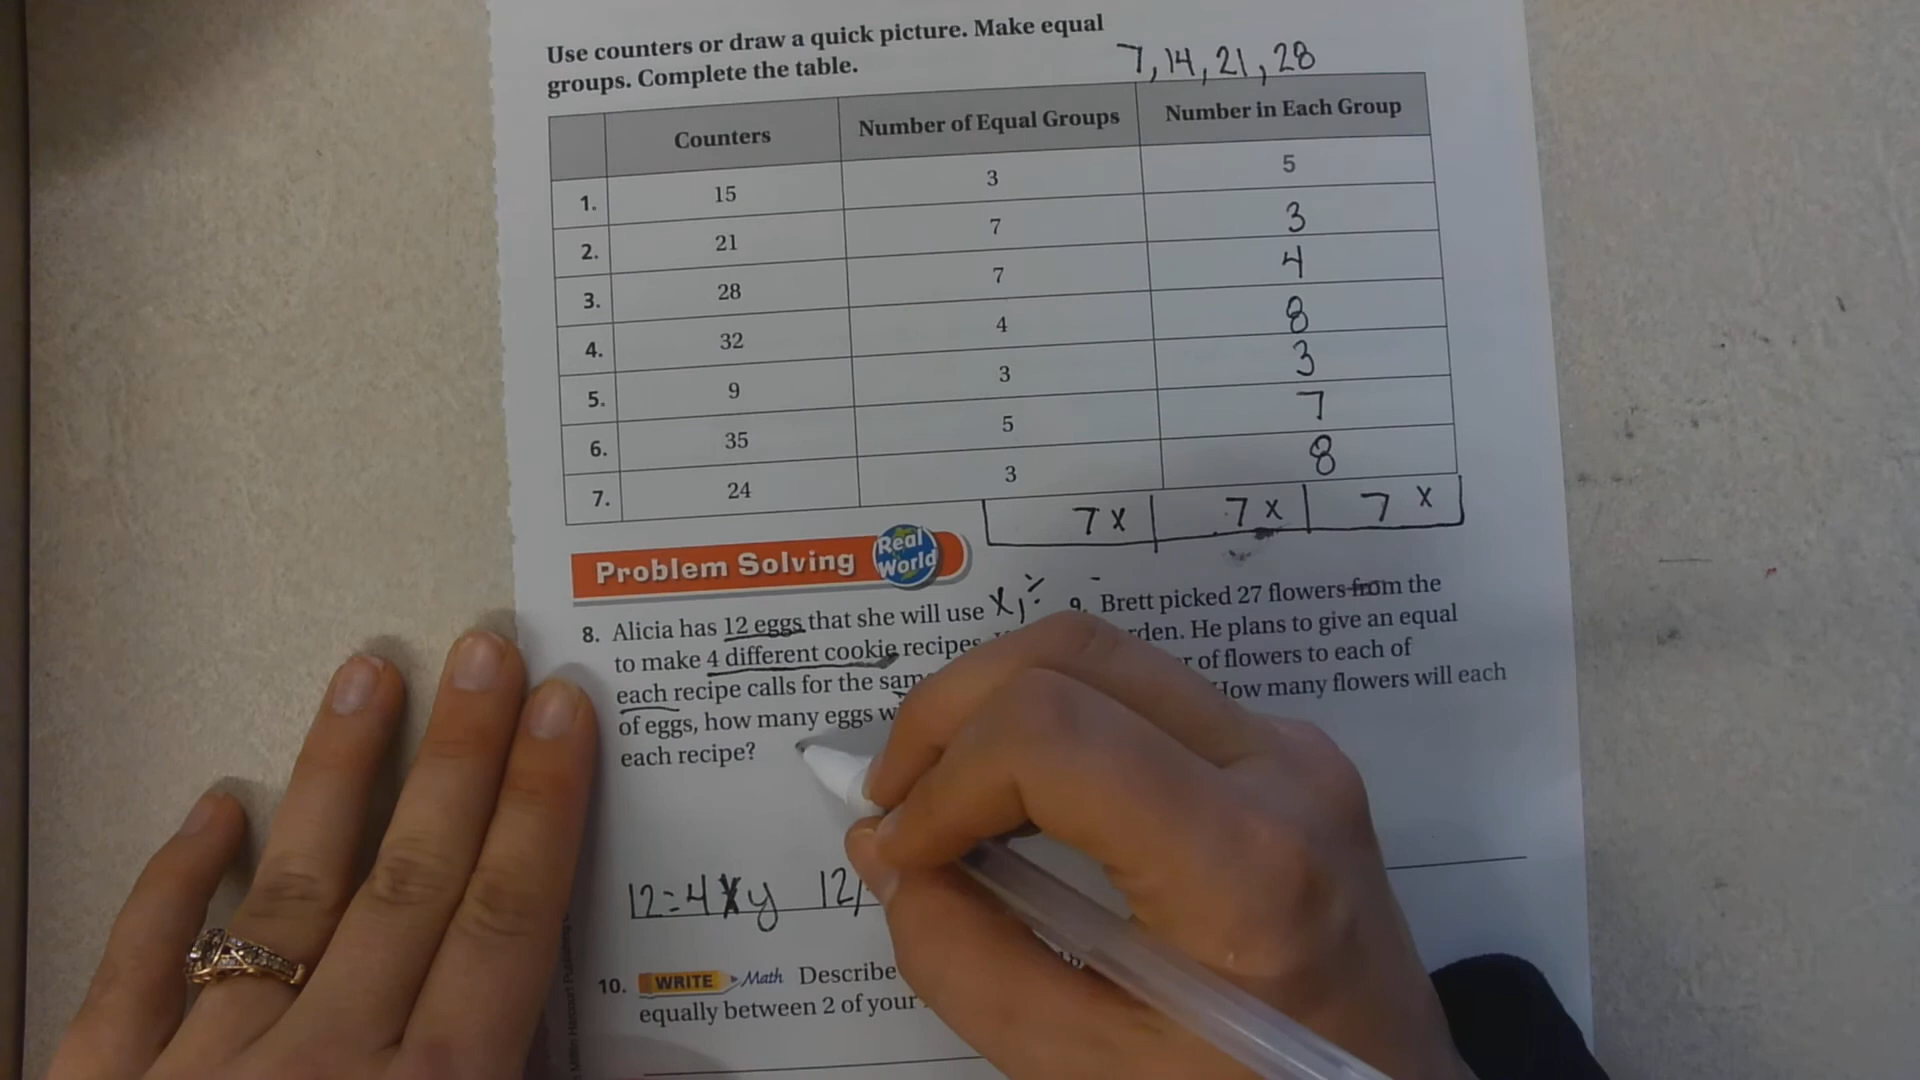 Use counters or draw a quick picture. Make equal
groups. Complete the table.
7, 14, 21, 28
Counters Number of Equal Groups Number in Each Group
1. 15 3 5
2. 21 7 3
3. 28 7 4
4. 32 4 8
5. 9 3 3
6. 35 5 7
7. 24 3 8
7 x 7 x 7 x
Problem Solving Real World
8. Alicia has 12 eggs that she will use
to make 4 different cookie recipes.
each recipe calls for the
of eggs, how many eggs
each recipe?
X, ÷
12=4xy 12/
9. Brett picked 27 flowers from the
He plans to give an equal
of flowers to each of
How many flowers will each
10. WRITE Math Describe
equally between 2 of your